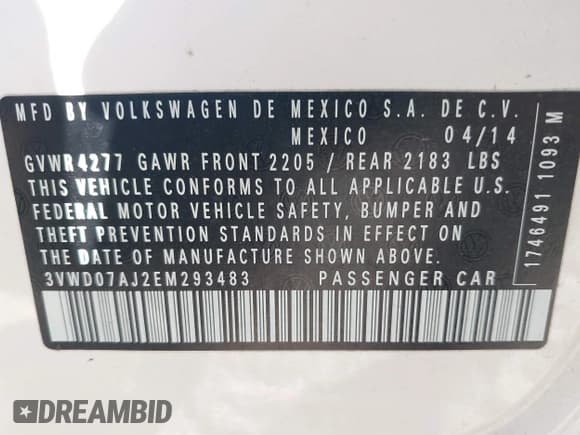 MFD BY VOLKSWAGEN DE MEXICO S.A. DE C.V.
MEXICO 04/14
GVWR4277 GAWR FRONT 2205 / REAR 2183 LBS
THIS VEHICLE CONFORMS TO ALL APPLICABLE U.S.
FEDERAL MOTOR VEHICLE SAFETY, BUMPER AND
THEFT PREVENTION STANDARDS IN EFFECT ON
THE DATE OF MANUFACTURE SHOWN ABOVE.
3VWD07AJ2EM293483 PASSENGER CAR
1746491 1093 M
DREAMBID